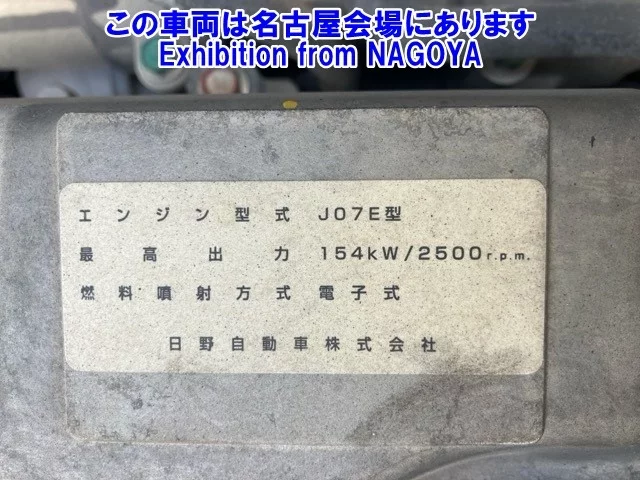 この車両は名古屋会場にあります
Exhibition from NAGOYA
エンジン型式 J07E型
最高出力 154kW/2500r.p.m.
燃料噴射方式 電子式
日野自動車株式会社